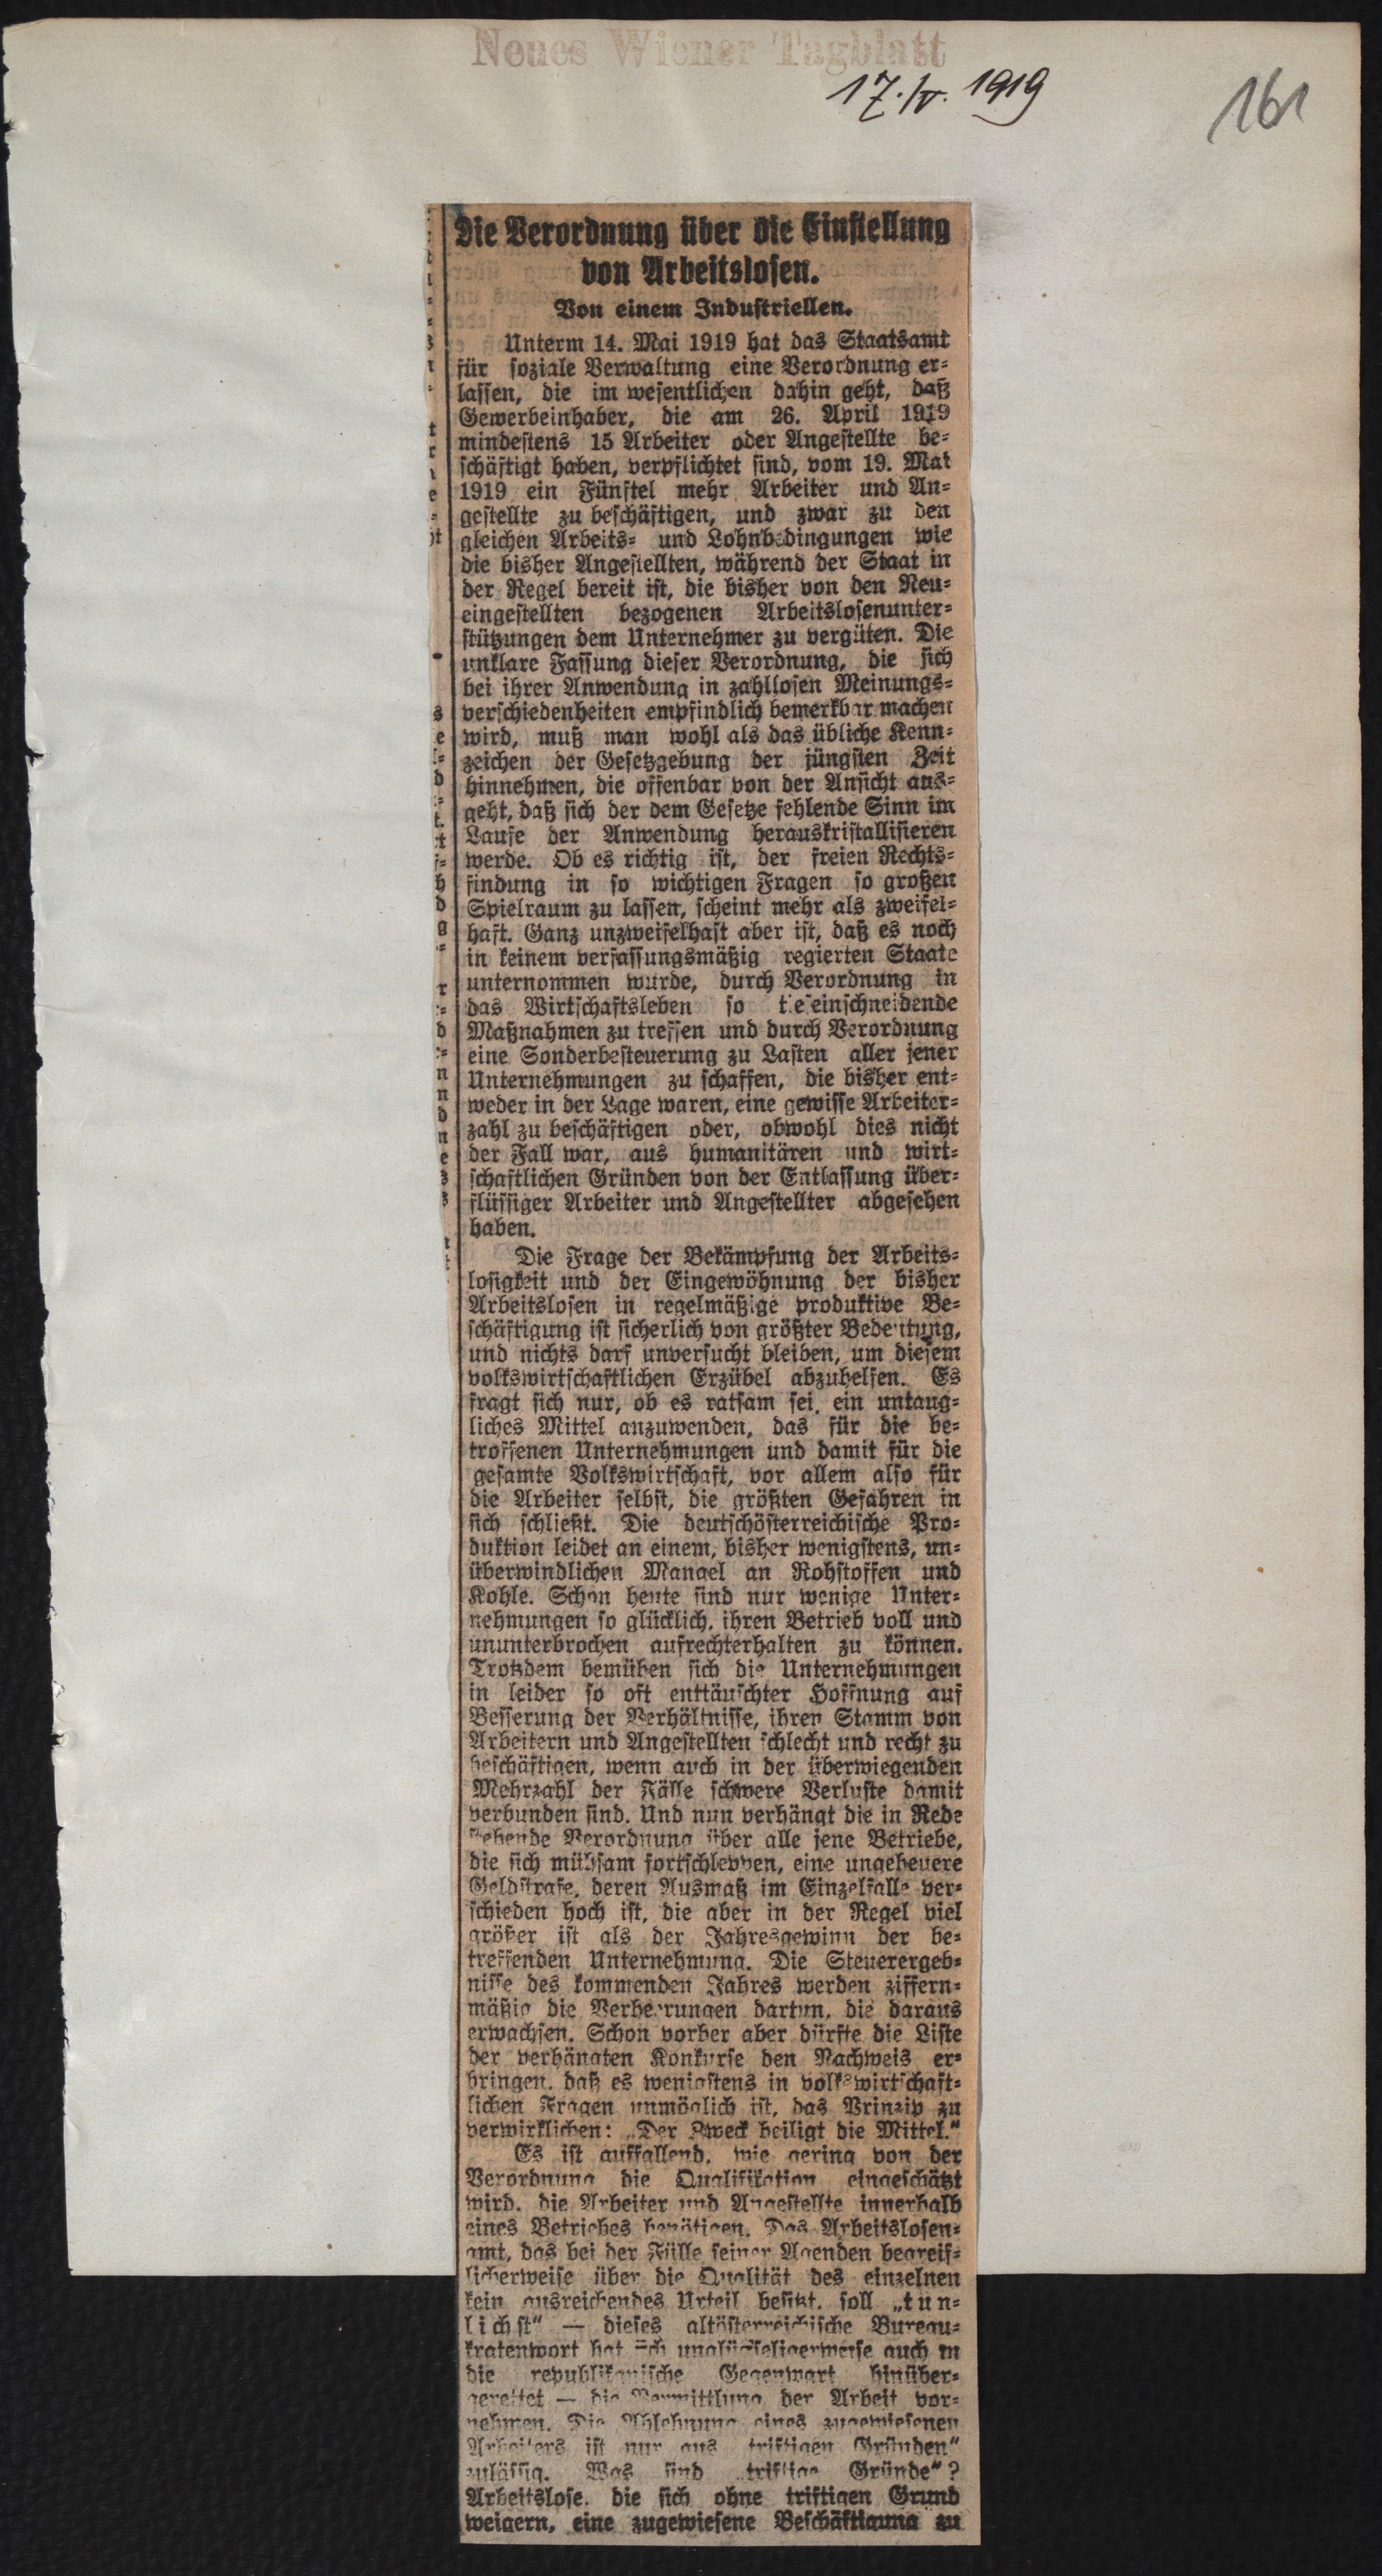 Neues Wiener Tagblatt
17./V. 1919
161
Die Verordnung über die Einstellung
von Arbeitslosen.
Von einem Industriellen.
Unterm 14. Mai 1919 hat das Staatsamt
für soziale Verwaltung eine Verordnung er-
lassen, die im wesentlichen dahin geht, daß
Gewerbeinhaber, die am 26. April 1919
mindestens 15 Arbeiter oder Angestellte be-
schäftigt haben, verpflichtet sind, vom 19. Mai
1919 ein Fünftel mehr Arbeiter und An-
gestellte zu beschäftigen, und zwar zu den
gleichen Arbeits- und Lohnbedingungen wie
die bisher Angestellten, während der Staat in
der Regel bereit ist, die bisher von den Neu-
eingestellten bezogenen Arbeitslosenunter-
stützungen dem Unternehmer zu vergüten. Die
unklare Fassung dieser Verordnung, die sich
bei ihrer Anwendung in zahllosen Meinungs-
verschiedenheiten empfindlich bemerkbar machen
wird, muß man wohl als das übliche Kenn-
zeichen der Gesetzgebung der jüngsten Zeit
hinnehmen, die offenbar von der Ansicht aus-
geht, daß sich der dem Gesetze fehlende Sinn im
Laufe der Anwendung herauskristallisieren
werde. Ob es richtig ist, der freien Rechts-
findung in so wichtigen Fragen so großen
Spielraum zu lassen, scheint mehr als zweifel-
haft. Ganz unzweifelhaft aber ist, daß es noch
in keinem verfassungsmäßig regierten Staate
unternommen wurde, durch Verordnung in
das Wirtschaftsleben so tiefeinschneidende
Maßnahmen zu treffen und durch Verordnung
eine Sonderbesteuerung zu Lasten aller jener
Unternehmungen zu schaffen, die bisher ent-
weder in der Lage waren, eine gewisse Arbeiter-
zahl zu beschäftigen oder, obwohl dies nicht
der Fall war, aus humanitären und wirt-
schaftlichen Gründen von der Entlassung über-
flüssiger Arbeiter und Angestellter abgesehen
haben.
Die Frage der Bekämpfung der Arbeits-
losigkeit und der Eingewöhnung der bisher
Arbeitslosen in regelmäßige produktive Be-
schäftigung ist sicherlich von größter Bedeutung,
und nichts darf unversucht bleiben, um diesem
volkswirtschaftlichen Erzübel abzuhelfen. Es
fragt sich nur, ob es ratsam sei, ein untaug-
liches Mittel anzuwenden, das für die be-
troffenen Unternehmungen und damit für die
gesamte Volkswirtschaft, vor allem also für
die Arbeiter selbst, die größten Gefahren in
sich schließt. Die deutschösterreichische Pro-
duktion leidet an einem, bisher wenigstens, un-
überwindlichen Mangel an Rohstoffen und
Kohle. Schon heute sind nur wenige Unter-
nehmungen so glücklich, ihren Betrieb voll und
ununterbrochen aufrechterhalten zu können.
Trotzdem bemühen sich die Unternehmungen
in leider so oft enttäuschter Hoffnung auf
Besserung der Verhältnisse, ihren Stamm von
Arbeitern und Angestellten schlecht und recht zu
beschäftigen, wenn auch in der überwiegenden
Mehrzahl der Fälle schwere Verluste damit
verbunden sind. Und nun verhängt die in Rede
stehende Verordnung über alle jene Betriebe,
die sich mühsam fortschleppen, eine ungeheuere
Geldstrafe, deren Ausmaß im Einzelfalle ver-
schieden hoch ist, die aber in der Regel viel
größer ist als der Jahresgewinn der be-
treffenden Unternehmung. Die Steuerergeb-
nisse des kommenden Jahres werden ziffern-
mäßig die Verheerungen dartun, die daraus
erwachsen. Schon vorher aber dürfte die Liste
der verhängten Konkurse den Nachweis er-
bringen, daß es wenigstens in volkswirtschaft-
lichen Fragen unmöglich ist, das Prinzip zu
verwirklichen: „Der Zweck heiligt die Mittel.“
Es ist auffallend, wie gering von der
Verordnung die Qualifikation eingeschätzt
wird, die Arbeiter und Angestellte innerhalb
eines Betriebes benötigen. Das Arbeitslosen-
amt, das bei der Fülle seiner Agenden begreif-
licherweise über die Qualität des einzelnen
kein ausreichendes Urteil besitzt, soll „tun-
lichst“ — dieses altösterreichische Bureau-
kratenwort hat sich unglückseligerweise auch in
die republikanische Gegenwart hinüber-
gerettet — die Vermittlung der Arbeit vor-
nehmen. Die Ablehnung eines zugewiesenen
Arbeiters ist nur aus „triftigen Gründen“
zulässig. Was sind „triftige Gründe“?
Arbeitslose, die sich ohne triftigen Grund
weigern, eine zugewiesene Beschäftigung zu